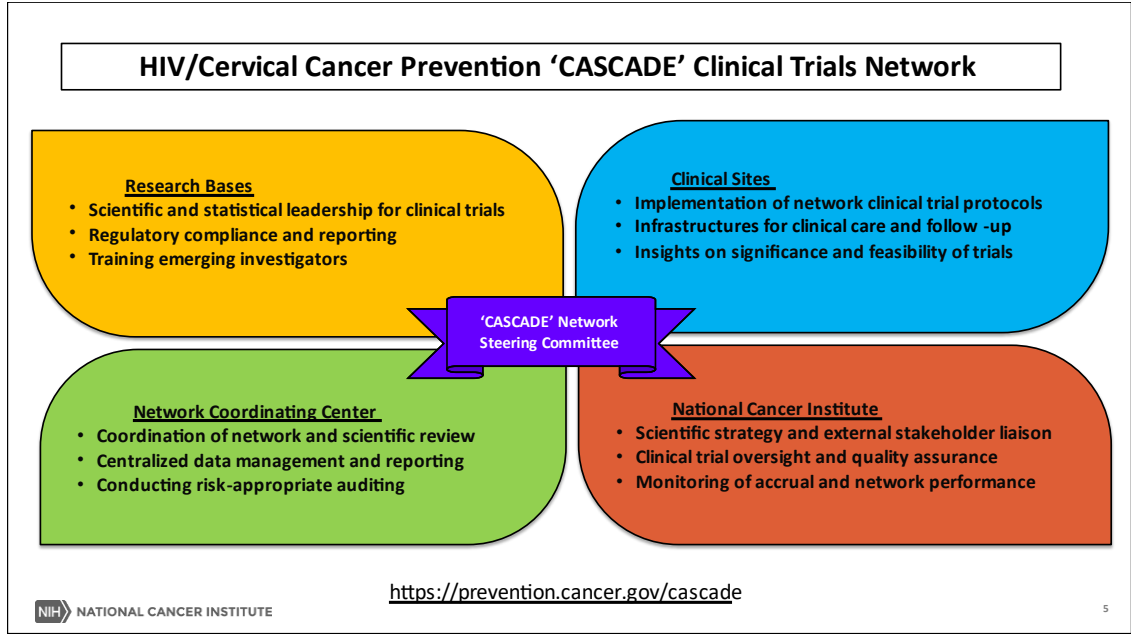 HIV/Cervical Cancer Prevention ‘CASCADE’ Clinical Trials Network
Research Bases
• Scientific and statistical leadership for clinical trials
• Regulatory compliance and reporting
• Training emerging investigators
Clinical Sites
• Implementation of network clinical trial protocols
• Infrastructures for clinical care and follow -up
• Insights on significance and feasibility of trials
‘CASCADE’ Network
Steering Committee
Network Coordinating Center
• Coordination of network and scientific review
• Centralized data management and reporting
• Conducting risk-appropriate auditing
National Cancer Institute
• Scientific strategy and external stakeholder liaison
• Clinical trial oversight and quality assurance
• Monitoring of accrual and network performance
https://prevention.cancer.gov/cascade
NIH NATIONAL CANCER INSTITUTE
5